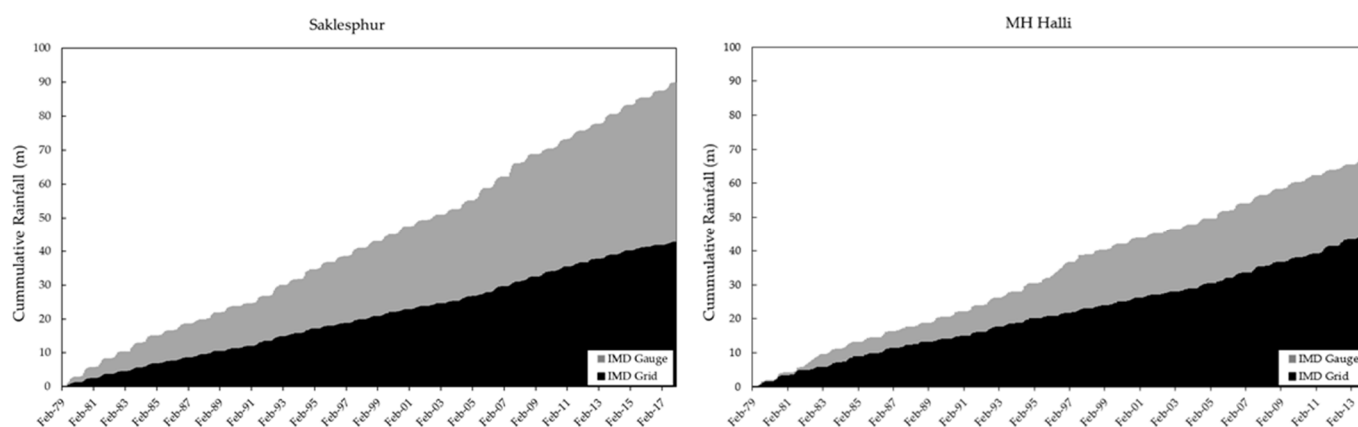 Saklesphur
Cummulative Rainfall (m)
100
90
80
70
60
50
40
30
20
10
0
IMD Gauge
IMD Grid
Feb-79
Feb-81
Feb-83
Feb-85
Feb-87
Feb-89
Feb-91
Feb-93
Feb-95
Feb-97
Feb-99
Feb-01
Feb-03
Feb-05
Feb-07
Feb-09
Feb-11
Feb-13
Feb-15
Feb-17
MH Halli
Cummulative Rainfall (m)
100
90
80
70
60
50
40
30
20
10
0
IMD Gauge
IMD Grid
Feb-79
Feb-81
Feb-83
Feb-85
Feb-87
Feb-89
Feb-91
Feb-93
Feb-95
Feb-97
Feb-99
Feb-01
Feb-03
Feb-05
Feb-07
Feb-09
Feb-11
Feb-13